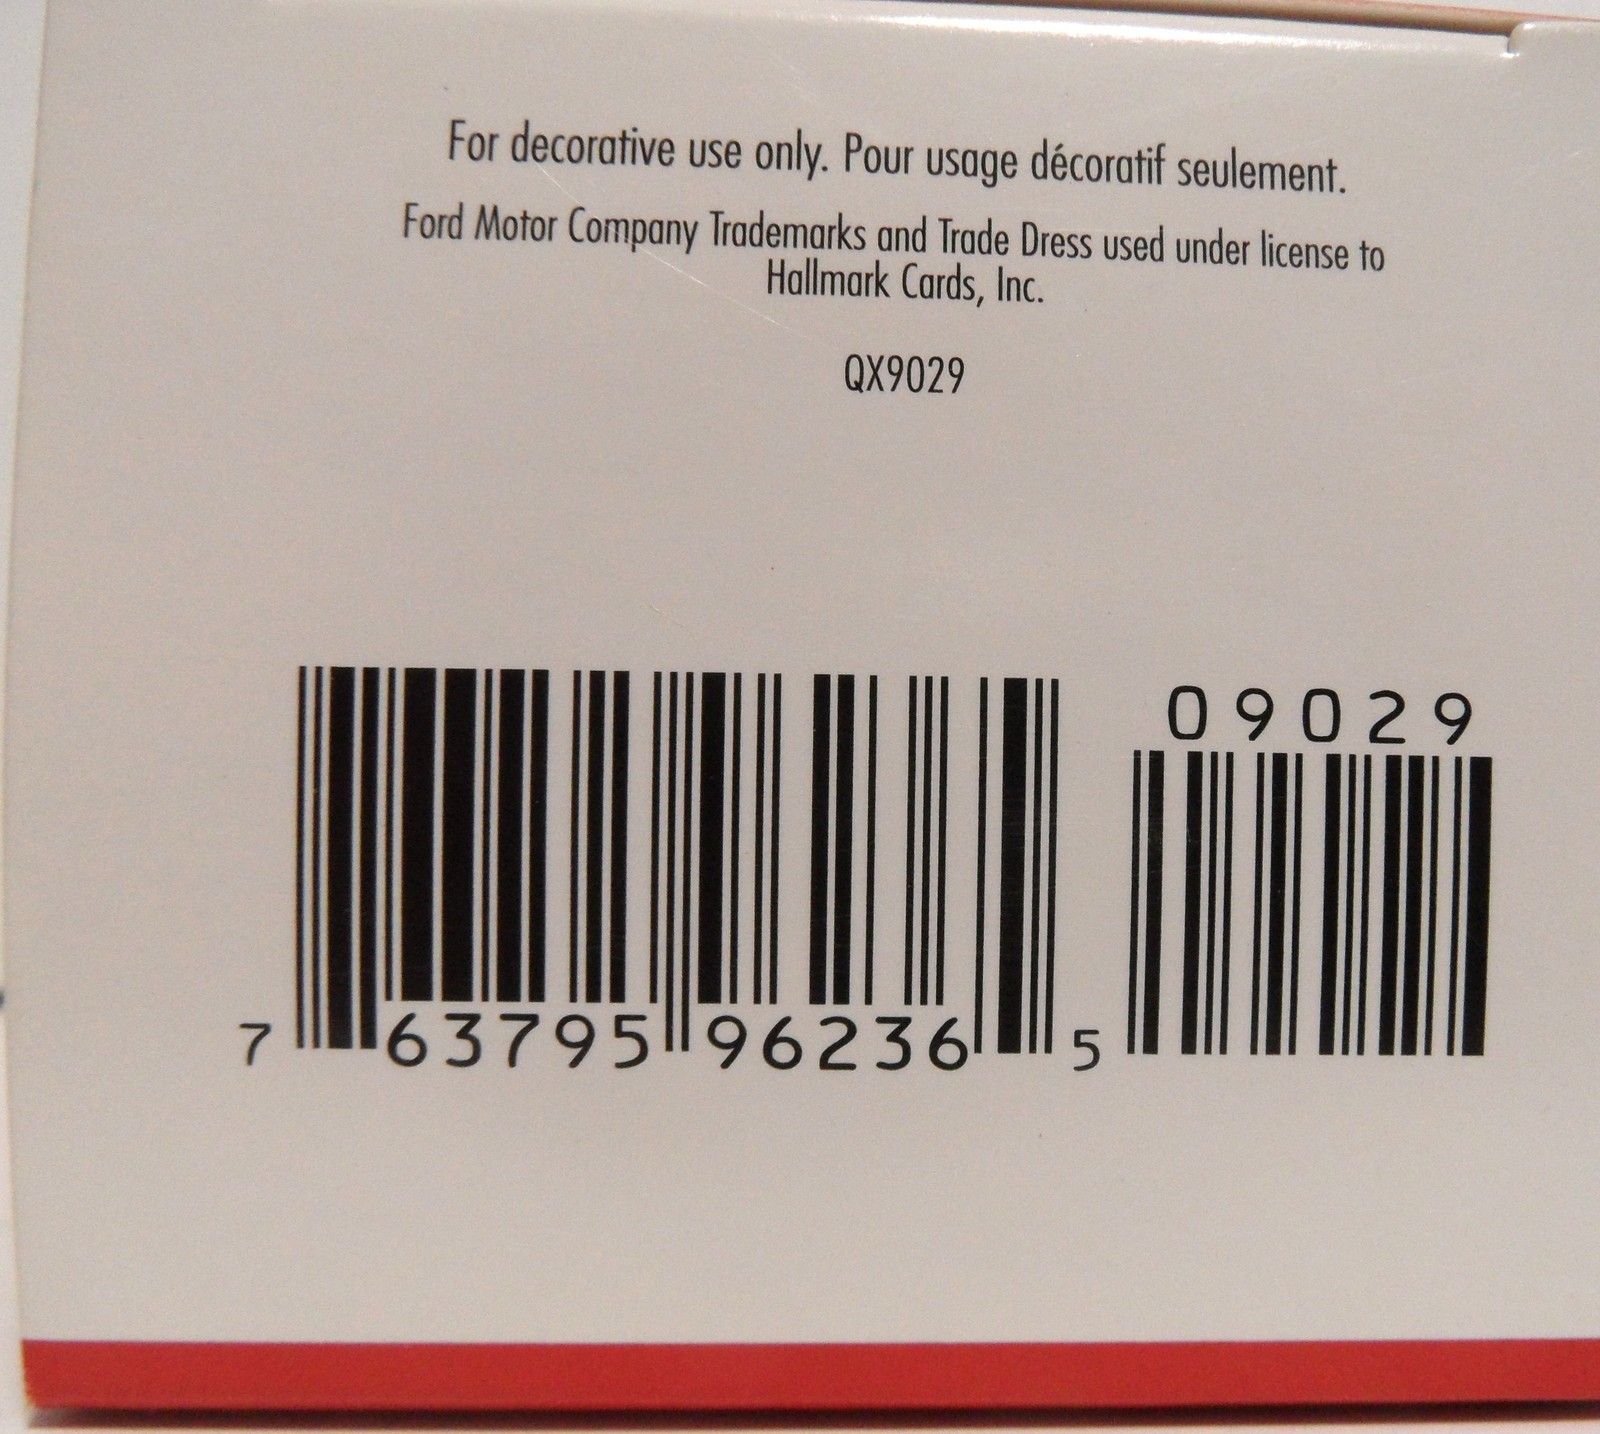 For decorative use only. Pour usage décoratif seulement.
Ford Motor Company Trademarks and Trade Dress used under license to
Hallmark Cards, Inc.
QX9029
09029
7 63795 96236 5